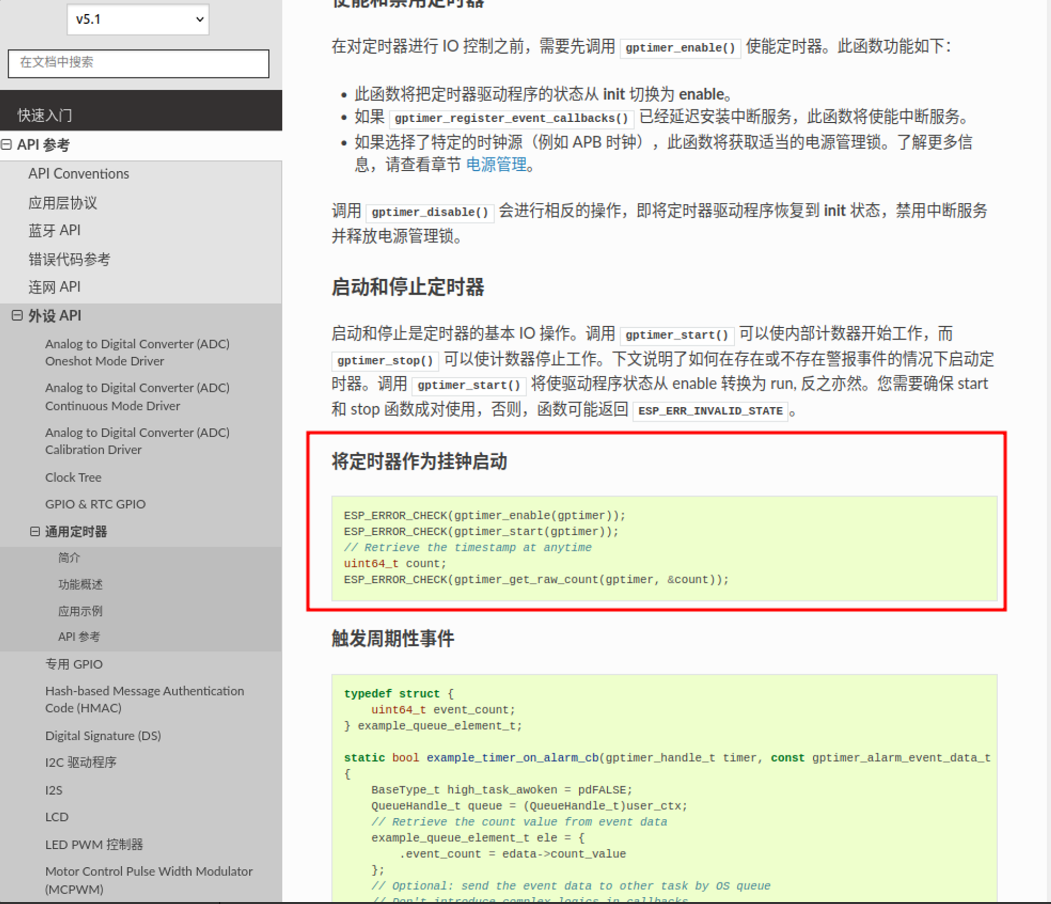 v5.1
在文档中搜索
快速入门
API 参考
API Conventions
应用层协议
蓝牙 API
错误代码参考
连网 API
外设 API
Analog to Digital Converter (ADC)
Oneshot Mode Driver
Analog to Digital Converter (ADC)
Continuous Mode Driver
Analog to Digital Converter (ADC)
Calibration Driver
Clock Tree
GPIO & RTC GPIO
通用定时器
简介
功能概述
应用示例
API 参考
专用 GPIO
Hash-based Message Authentication
Code (HMAC)
Digital Signature (DS)
I2C 驱动程序
I2S
LCD
LED PWM 控制器
Motor Control Pulse Width Modulator
(MCPWM)
使能和禁用定时器
在对定时器进行 IO 控制之前，需要先调用 gptimer_enable() 使能定时器。此函数功能如下：
此函数将把定时器驱动程序的状态从 init 切换为 enable。
如果 gptimer_register_event_callbacks() 已经延迟安装中断服务，此函数将使能中断服务。
如果选择了特定的时钟源（例如 APB 时钟），此函数将获取适当的电源管理锁。了解更多信
息，请查看章节 电源管理。
调用 gptimer_disable() 会进行相反的操作，即将定时器驱动程序恢复到 init 状态，禁用中断服务
并释放电源管理锁。
启动和停止定时器
启动和停止是定时器的基本 IO 操作。调用 gptimer_start() 可以使内部计数器开始工作，而
gptimer_stop() 可以使计数器停止工作。下文说明了如何在存在或不存在警报事件的情况下启动定
时器。调用 gptimer_start() 将使驱动程序状态从 enable 转换为 run, 反之亦然。您需要确保 start
和 stop 函数成对使用，否则，函数可能返回 ESP_ERR_INVALID_STATE 。
将定时器作为挂钟启动
ESP_ERROR_CHECK(gptimer_enable(gptimer));
ESP_ERROR_CHECK(gptimer_start(gptimer));
// Retrieve the timestamp at anytime
uint64_t count;
ESP_ERROR_CHECK(gptimer_get_raw_count(gptimer, &count));
触发周期性事件
typedef struct {
uint64_t event_count;
} example_queue_element_t;
static bool example_timer_on_alarm_cb(gptimer_handle_t timer, const gptimer_alarm_event_data_t
{
BaseType_t high_task_awoken = pdFALSE;
QueueHandle_t queue = (QueueHandle_t)user_ctx;
// Retrieve the count value from event data
example_queue_element_t ele = {
.event_count = edata->count_value
};
// Optional: send the event data to other task by OS queue
// Don't introduce complex logics in callbacks